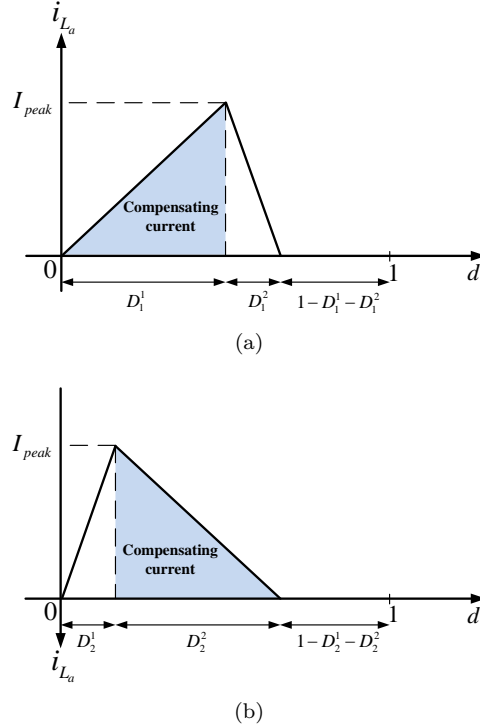 i_{L_a}
I_{peak}
Compensating
current
0
1
d
D_1^1
D_1^2
1-D_1^1-D_1^2
(a)
I_{peak}
Compensating
current
0
1
d
D_2^1
D_2^2
1-D_2^1-D_2^2
i_{L_a}
(b)